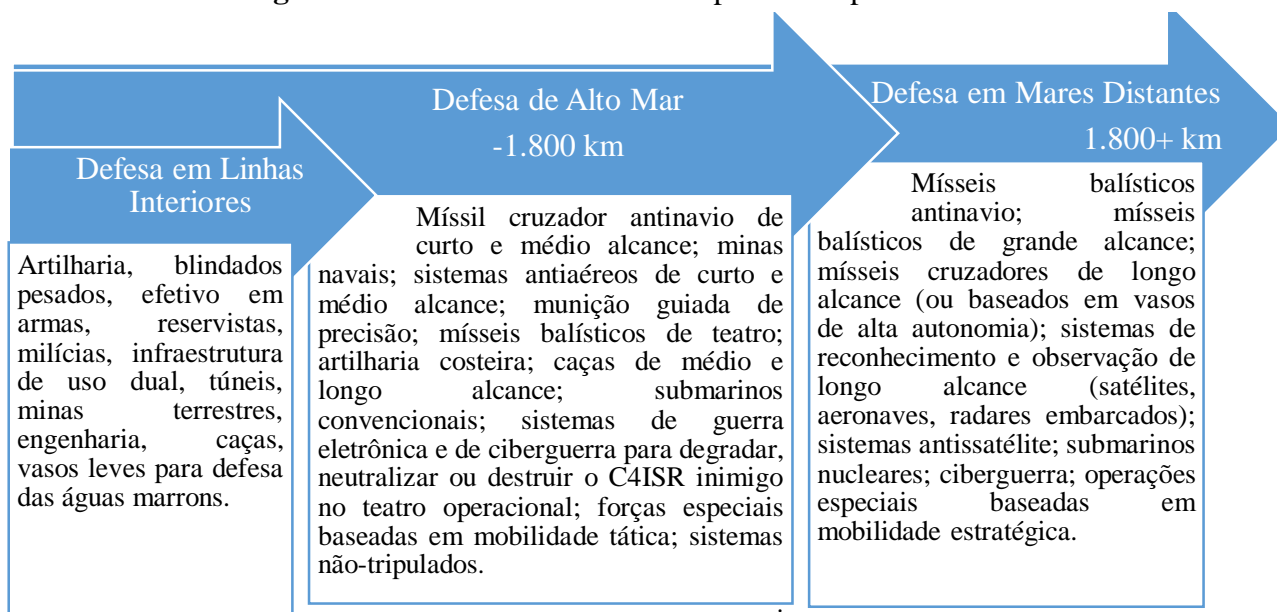 Defesa em Linhas
Interiores
Artilharia, blindados
pesados, efetivo em
armas, reservistas,
milícias, infraestrutura
de uso dual, túneis,
minas terrestres,
engenharia, caças,
vasos leves para defesa
das águas marrons.
Defesa de Alto Mar
-1.800 km
Míssil cruzador antinavio de
curto e médio alcance; minas
navais; sistemas antiaéreos de curto e
médio alcance; munição guiada de
precisão; mísseis balísticos de teatro;
artilharia costeira; caças de médio e
longo alcance; submarinos
convencionais; sistemas de guerra
eletrônica e de ciberguerra para degradar,
neutralizar ou destruir o C4ISR inimigo
no teatro operacional; forças especiais
baseadas em mobilidade tática; sistemas
não-tripulados.
Defesa em Mares Distantes
1.800+ km
Mísseis balísticos
antinavio; mísseis
balísticos de grande alcance;
mísseis cruzadores de longo
alcance (ou baseados em vasos
de alta autonomia); sistemas de
reconhecimento e observação de
longo alcance (satélites,
aeronaves, radares embarcados);
sistemas antissatélite; submarinos
nucleares; ciberguerra; operações
especiais baseadas em
mobilidade estratégica.